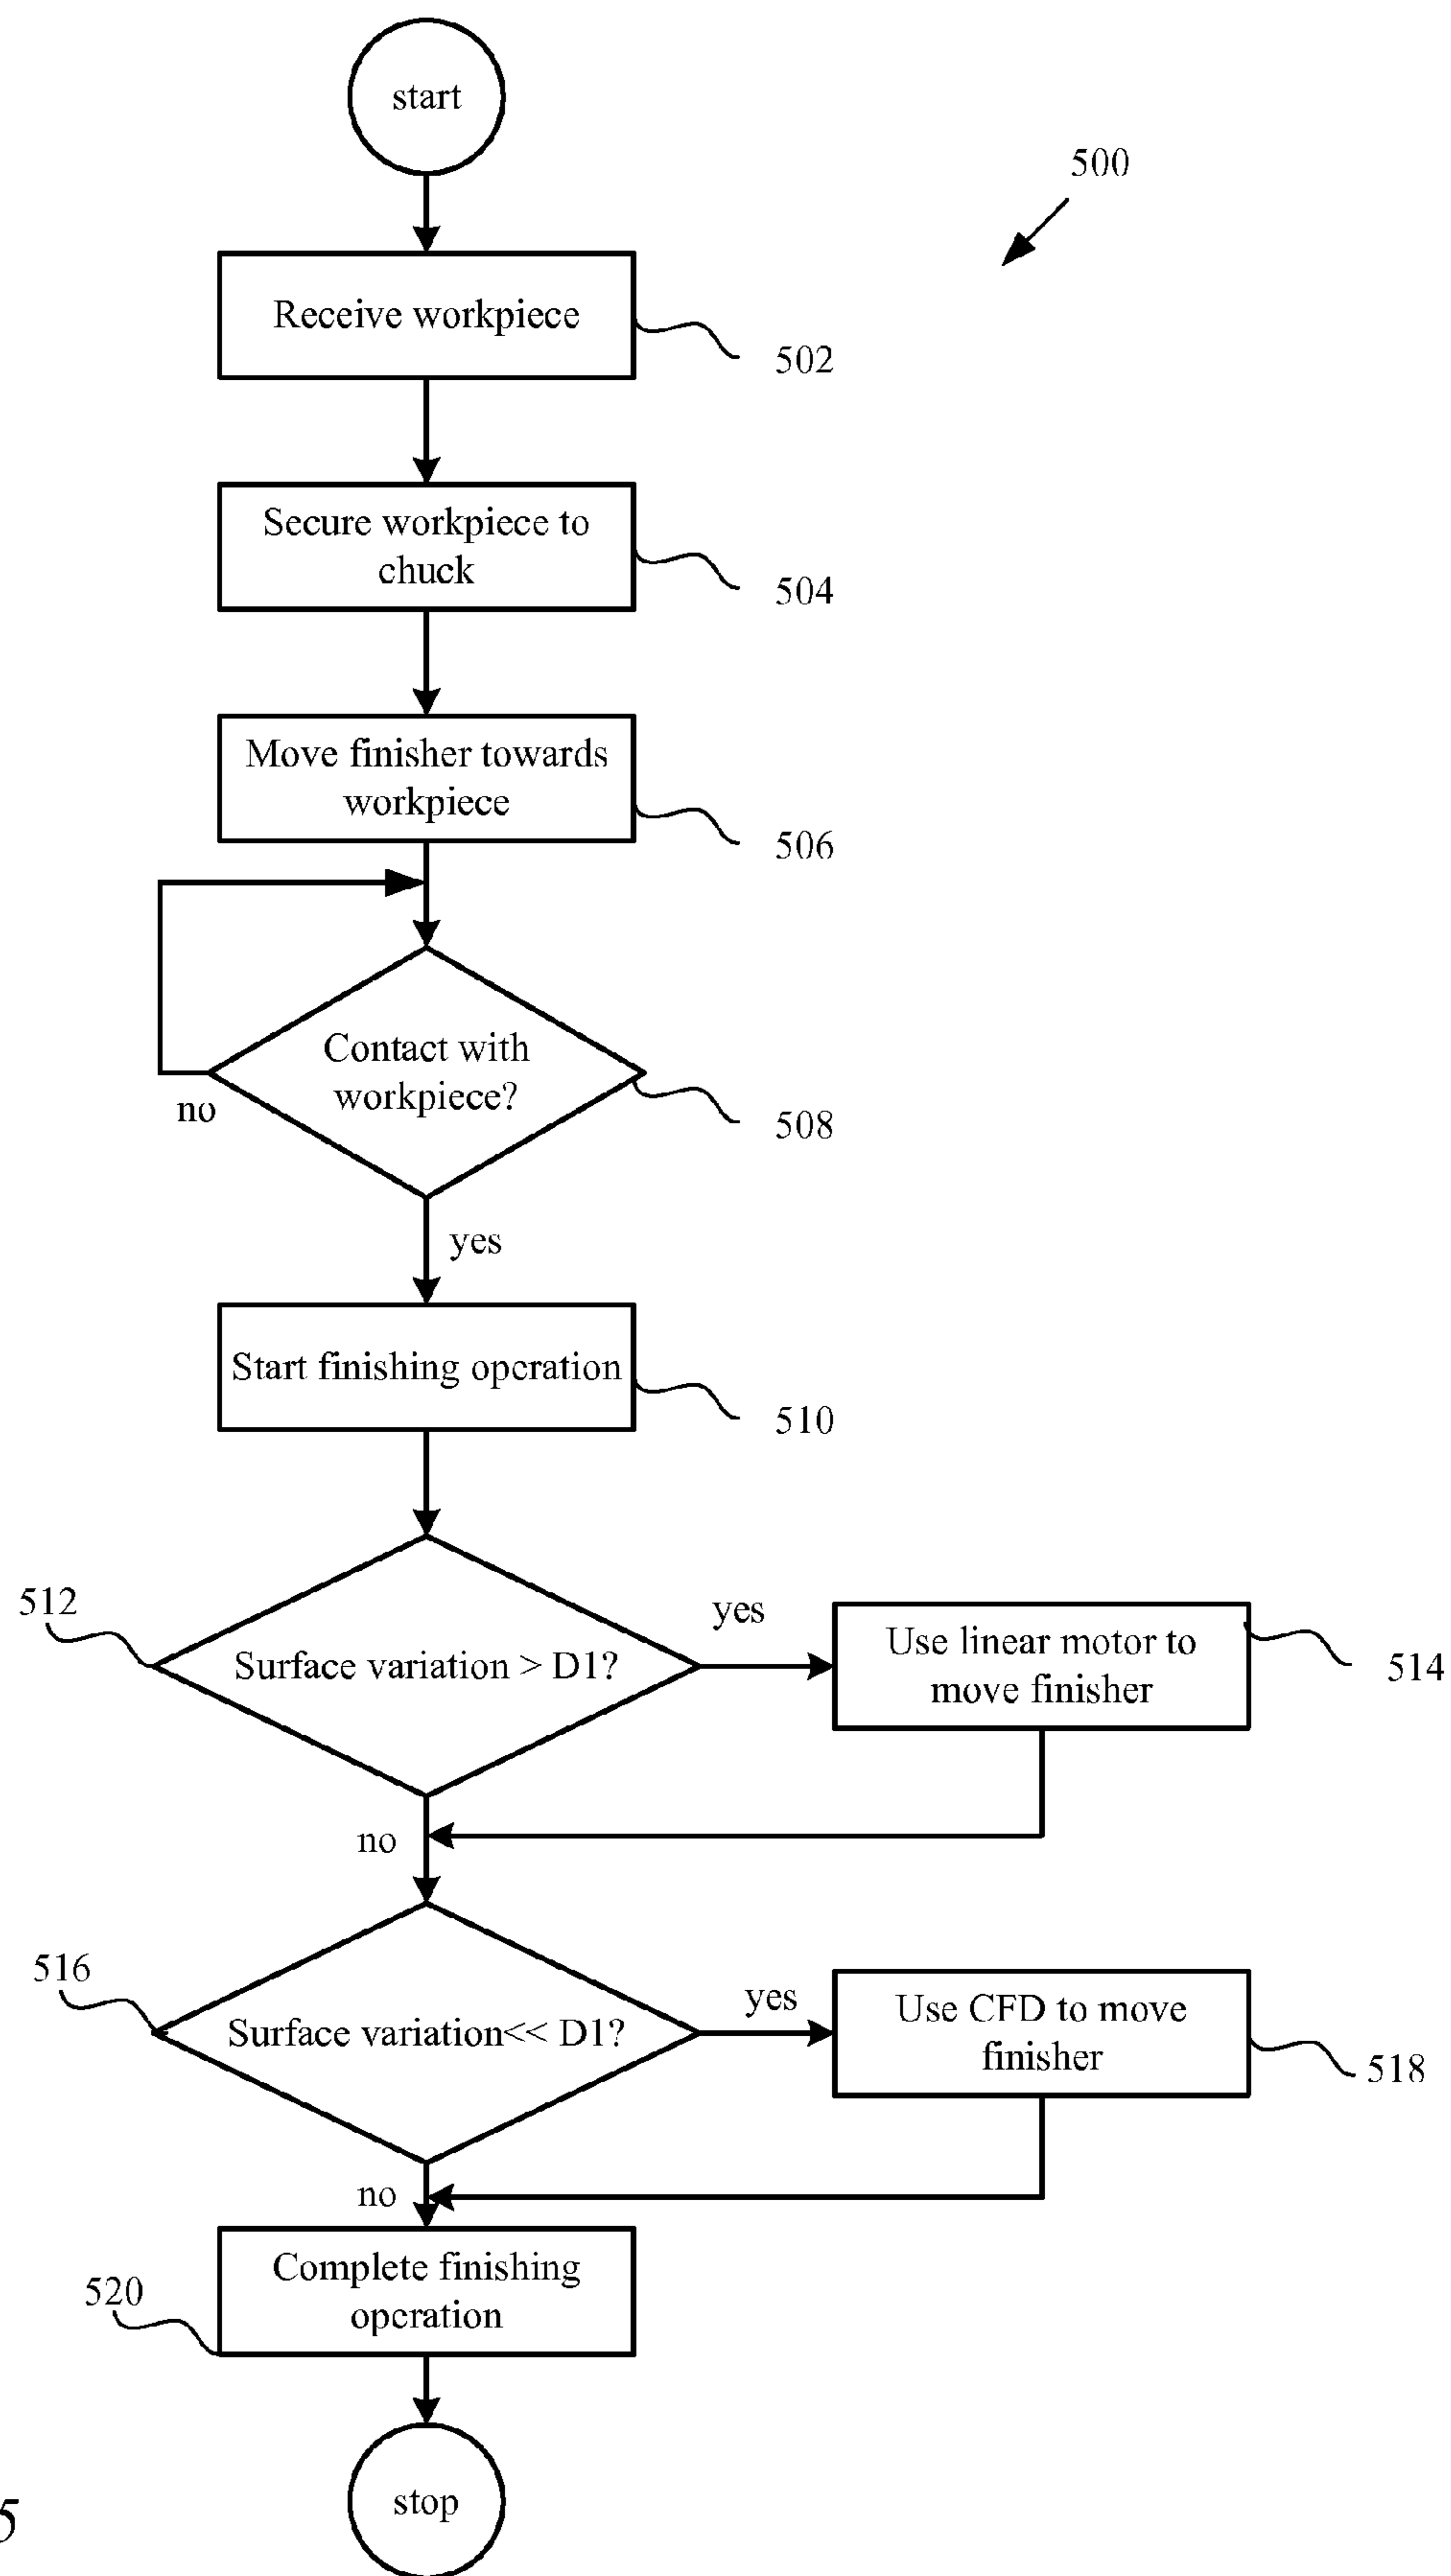 start
500
Receive workpiece
502
Secure workpiece to
chuck
504
Move finisher towards
workpiece
506
Contact with
workpiece?
no
508
yes
Start finishing operation
510
512
Surface variation > D1?
yes
Use linear motor to
move finisher
514
no
516
Surface variation<< D1?
yes
Use CFD to move
finisher
518
no
Complete finishing
operation
520
stop
5